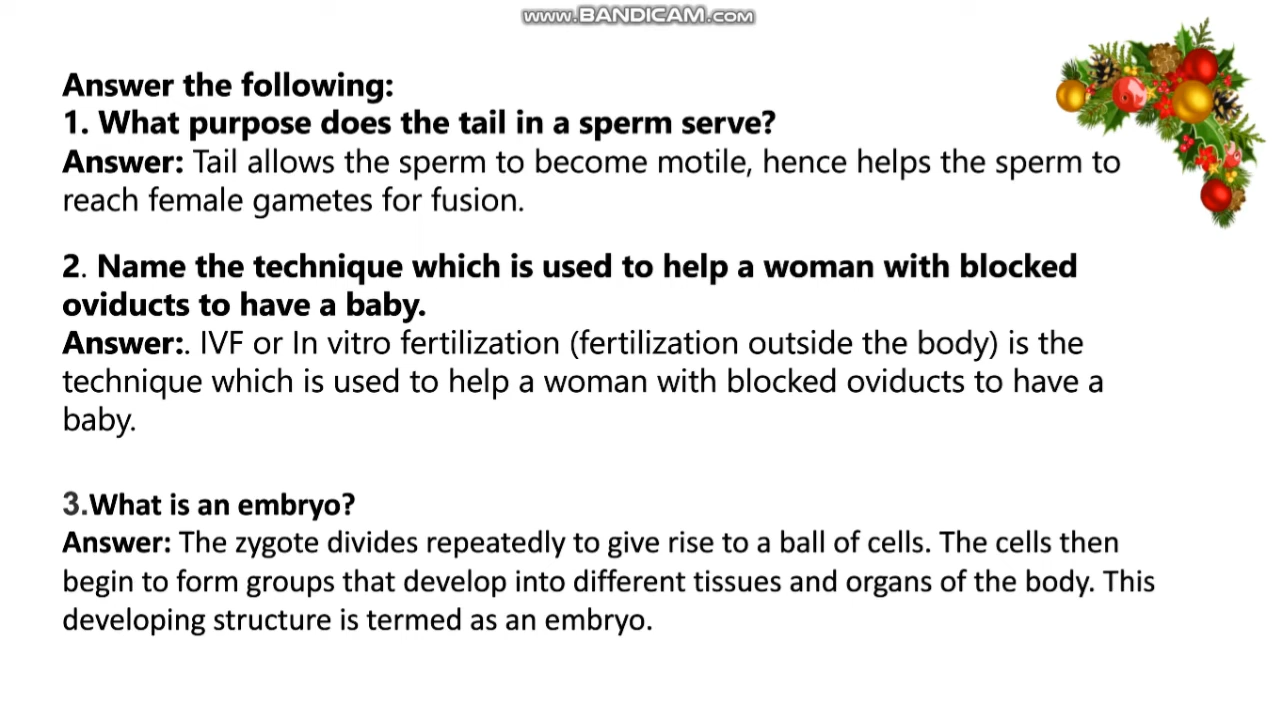 www.BANDICAM.com
Answer the following:
1. What purpose does the tail in a sperm serve?
Answer: Tail allows the sperm to become motile, hence helps the sperm to
reach female gametes for fusion.
2. Name the technique which is used to help a woman with blocked
oviducts to have a baby.
Answer:. IVF or In vitro fertilization (fertilization outside the body) is the
technique which is used to help a woman with blocked oviducts to have a
baby.
3.What is an embryo?
Answer: The zygote divides repeatedly to give rise to a ball of cells. The cells then
begin to form groups that develop into different tissues and organs of the body. This
developing structure is termed as an embryo.